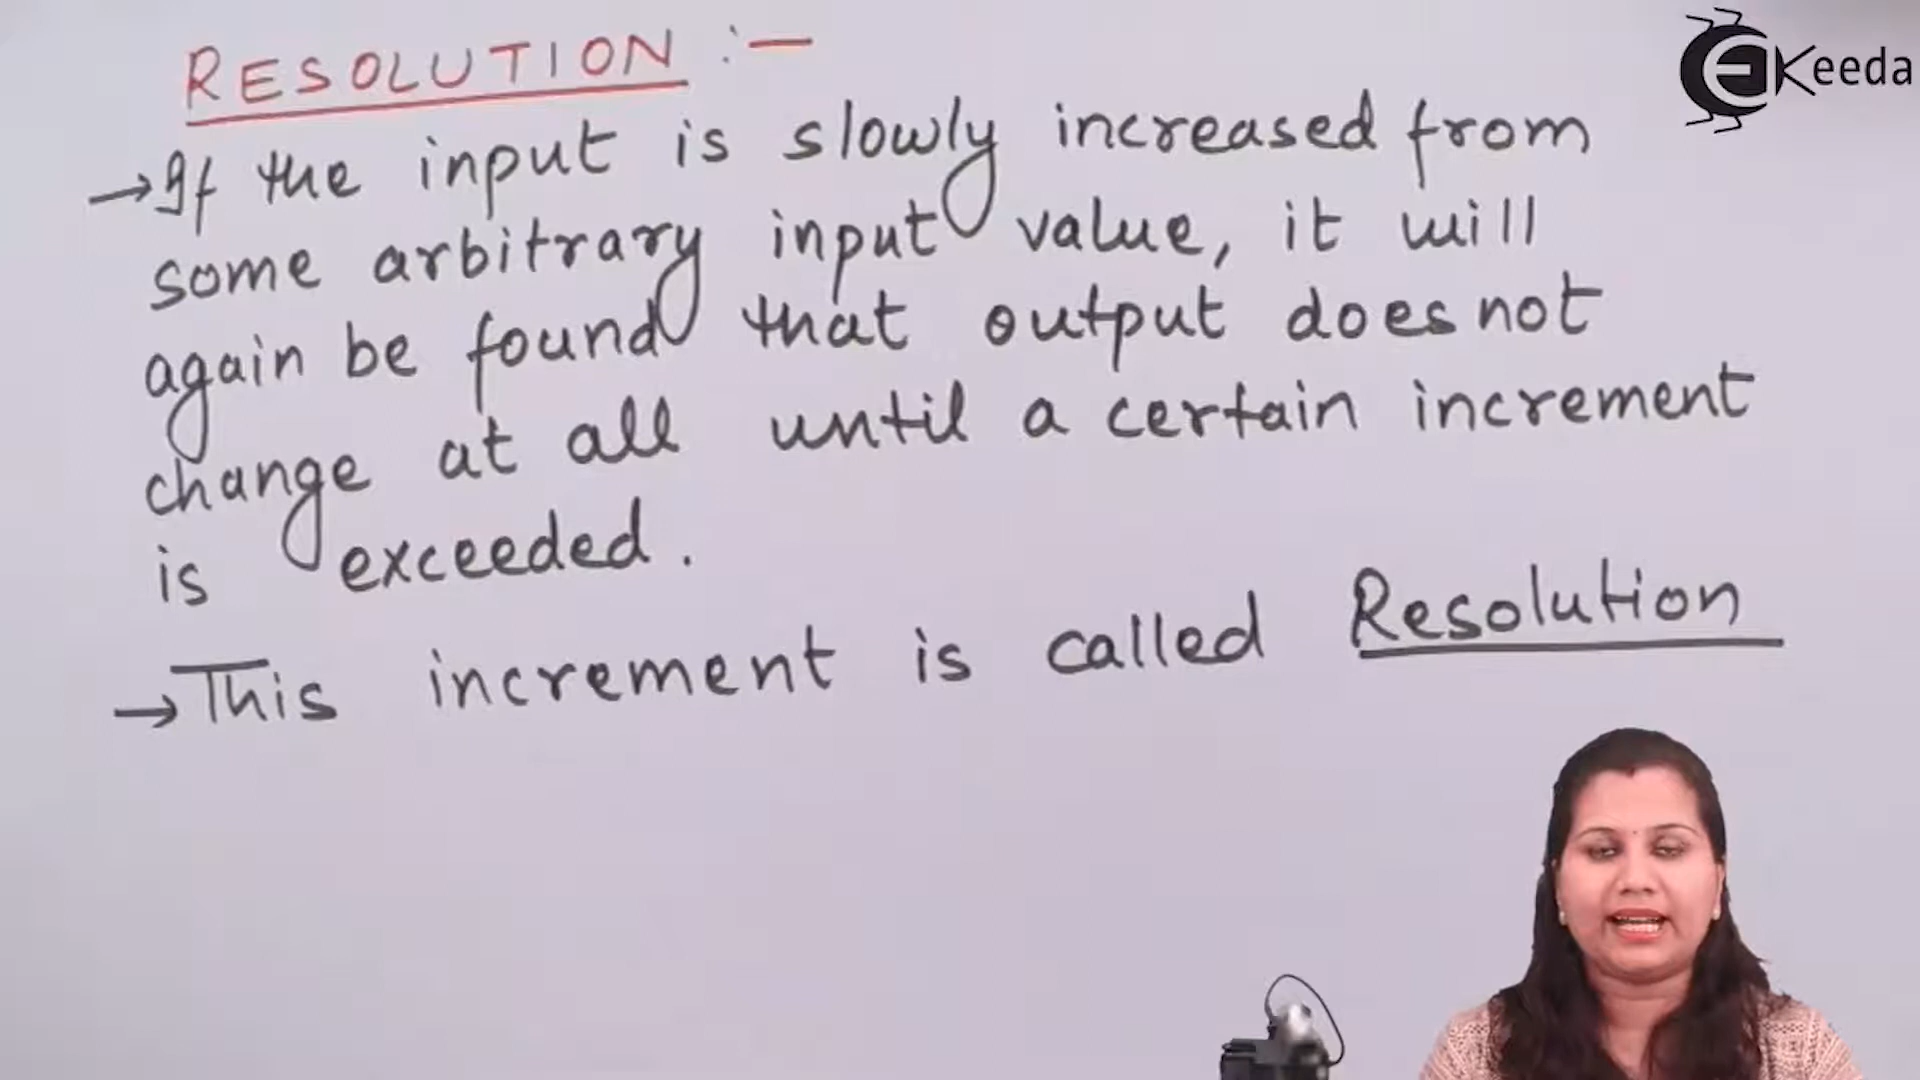 RESOLUTION :-
EKeeda
→If the input is slowly increased from
some arbitrary input value, it will
again be found that output does not
change at all until a certain increment
is exceeded.
→This increment is called Resolution